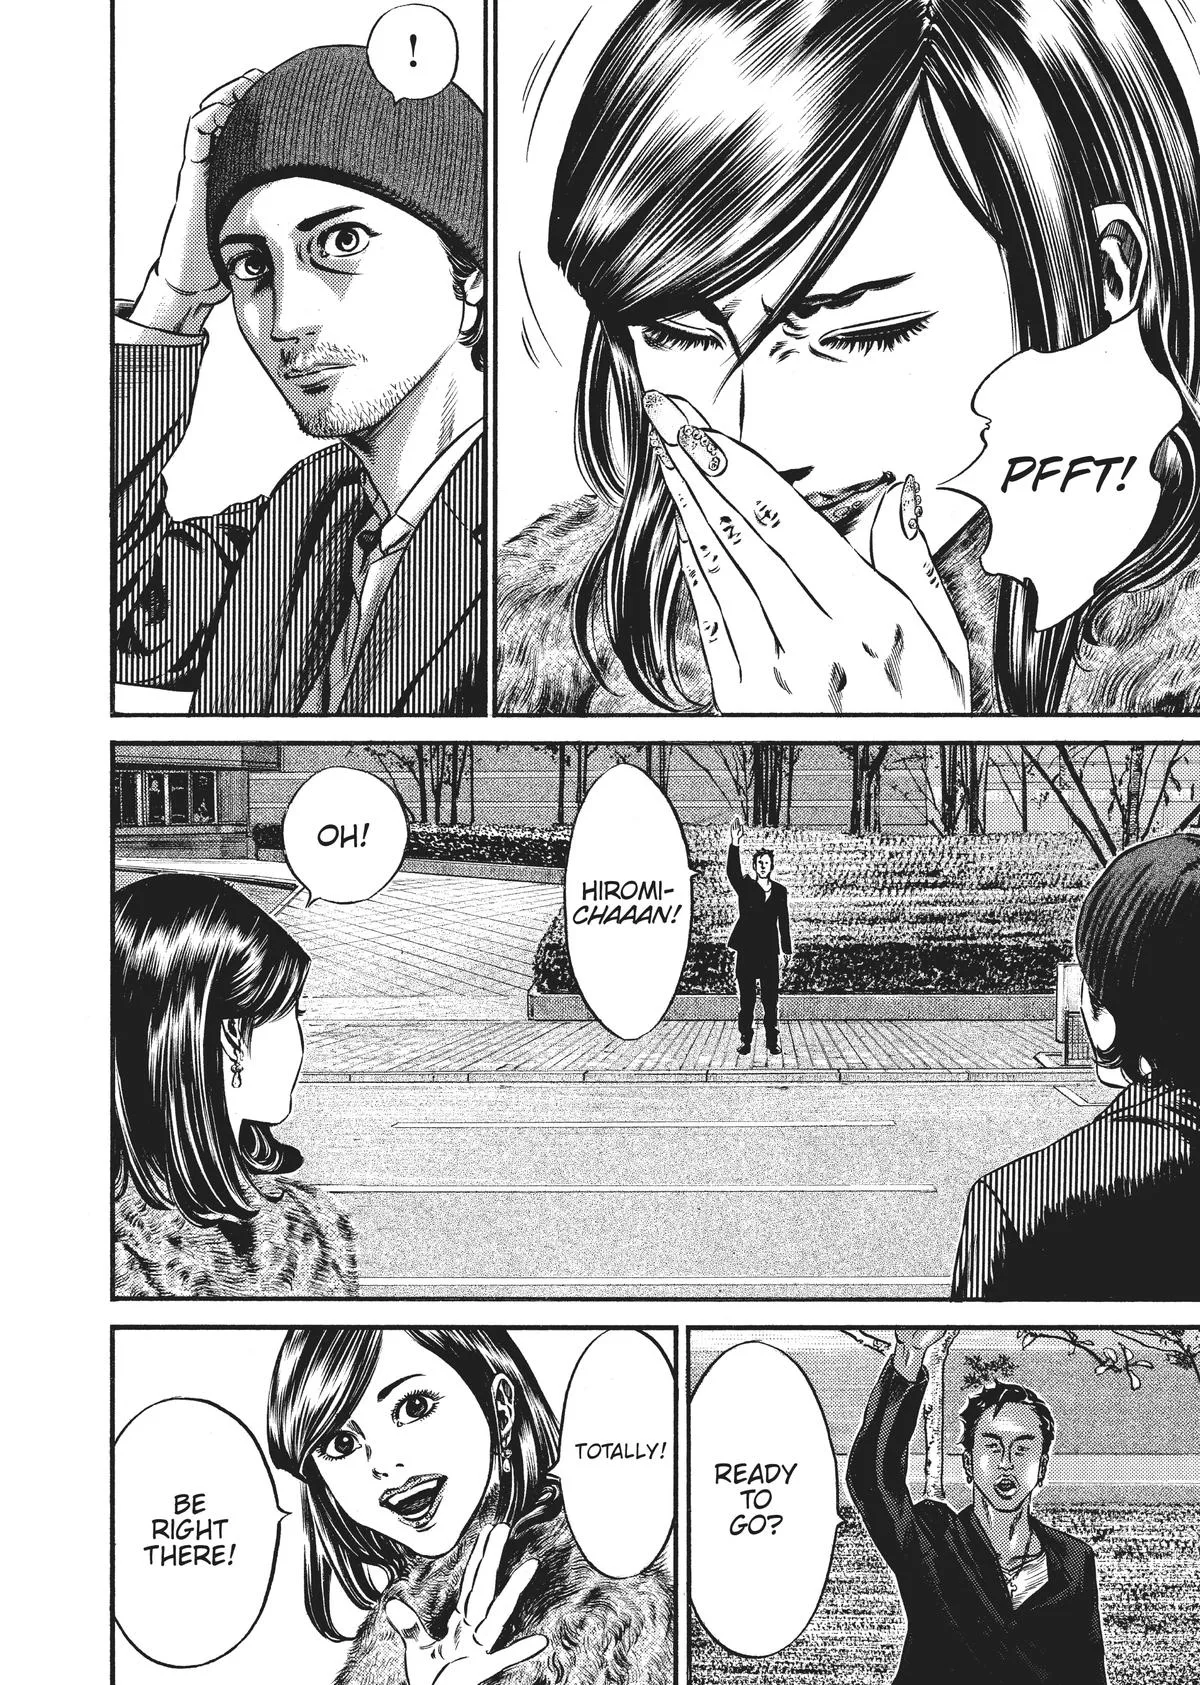 PFFT!
!
HIROMI-
CHAAAN!
OH!
READY
TO
GO?
TOTALLY!
BE
RIGHT
THERE!